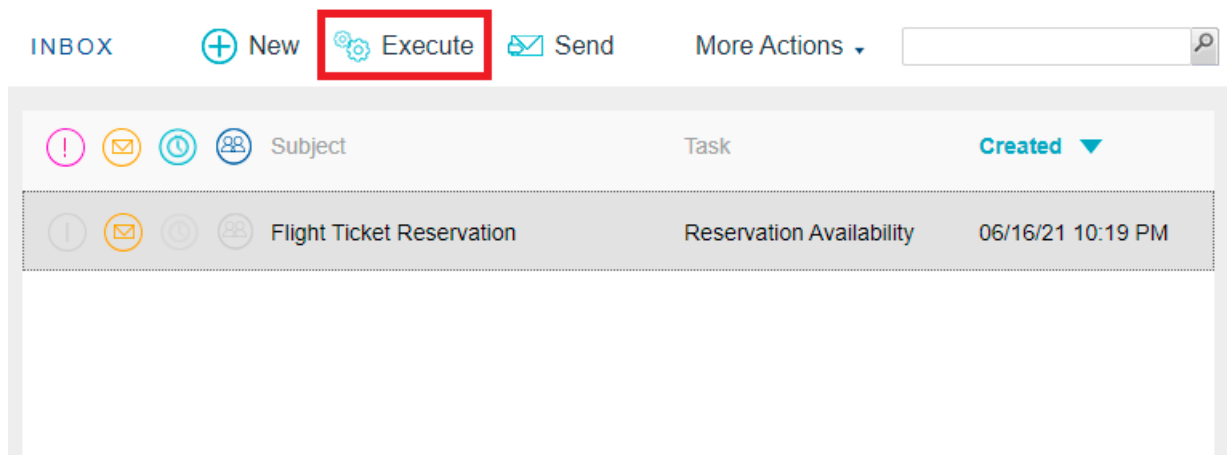 INBOX New Execute Send More Actions
Subject Task Created
Flight Ticket Reservation Reservation Availability 06/16/21 10:19 PM